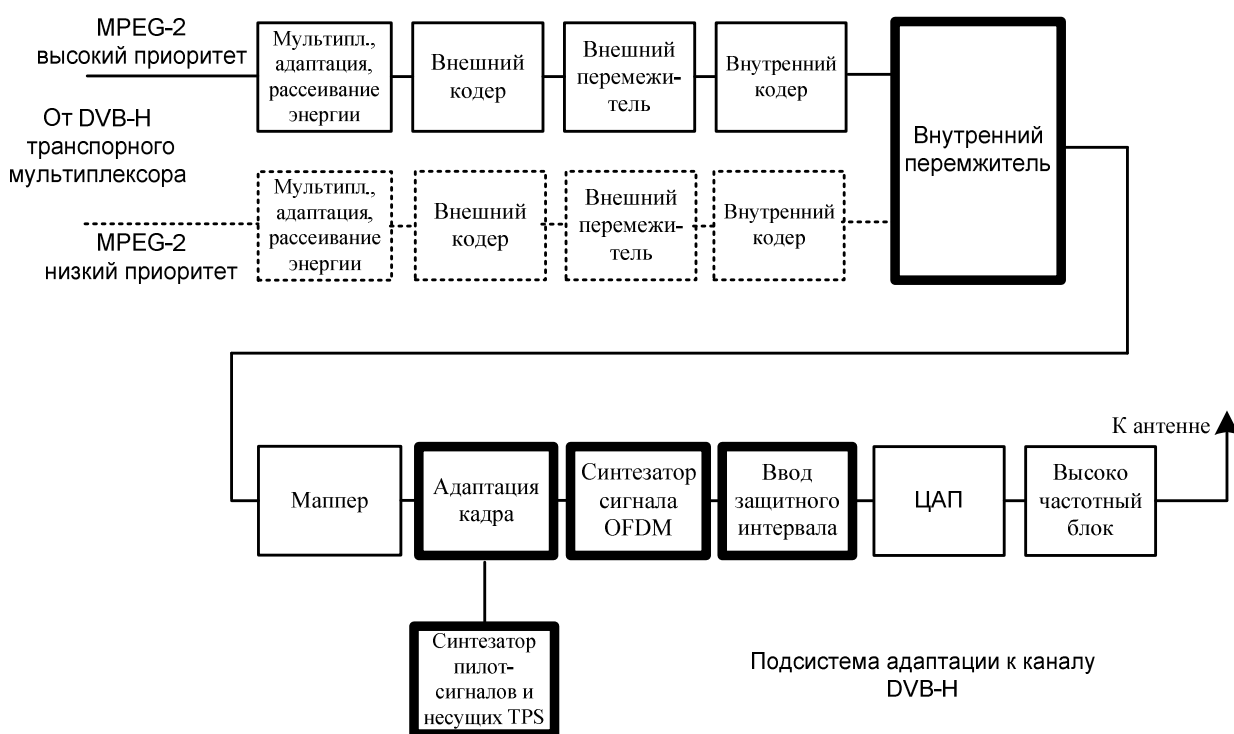 MPEG-2
высокий приоритет
Мультипл.,
адаптация,
рассеивание
энергии
Внешний
кодер
Внешний
перемежи-
тель
Внутренний
кодер
Внутренний
перемжитель
От DVB-H
транспорного
мультиплексора
MPEG-2
низкий приоритет
Мультипл.,
адаптация,
рассеивание
энергии
Внешний
кодер
Внешний
перемежи-
тель
Внутренний
кодер
К антенне
Маппер
Адаптация
кадра
Синтезатор
сигнала
OFDM
Ввод
защитного
интервала
ЦАП
Высоко
частотный
блок
Синтезатор
пилот-
сигналов и
несущих TPS
Подсистема адаптации к каналу
DVB-H